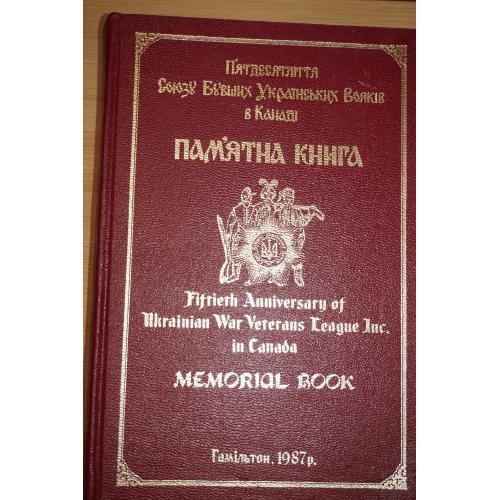 П'ятдесятліття
Союзу Бувших Українських Вояків
в Канаді
ПАМ'ЯТНА КНИГА
Fiftieth Anniversary of
Ukrainian War Veterans League Inc.
in Canada
MEMORIAL BOOK
Гамільтон, 1987р.